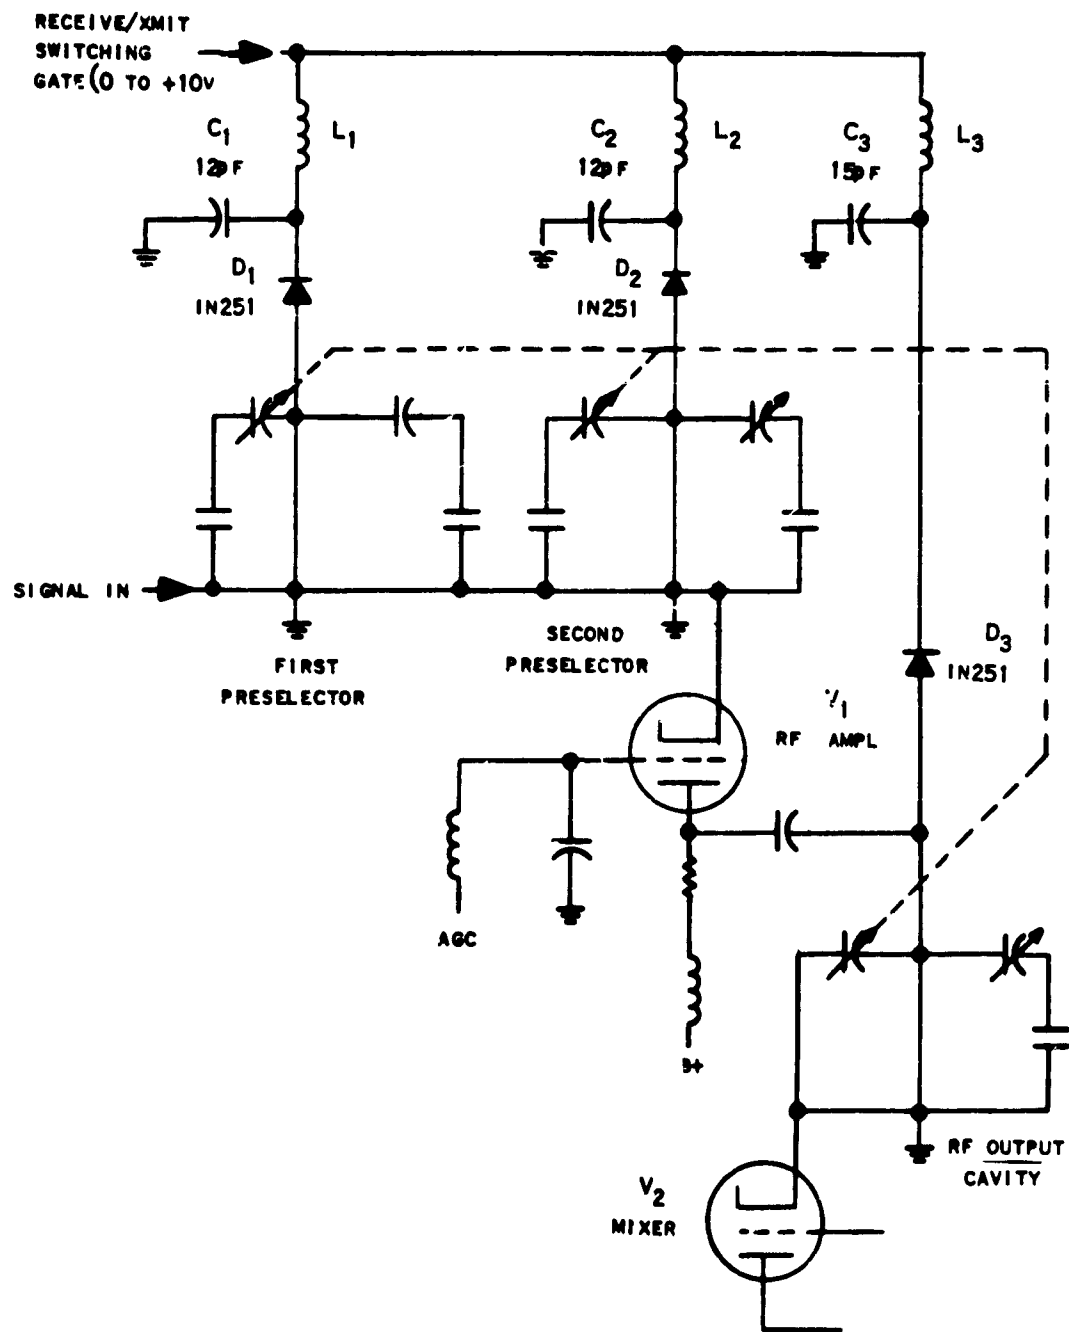 RECEIVE/XMIT
SWITCHING
GATE (0 TO +10V
C1
12pF
L1
C2
12pF
L2
C3
15pF
L3
D1
IN251
D2
IN251
SIGNAL IN
FIRST
PRESELECTOR
SECOND
PRESELECTOR
D3
IN251
V1
RF AMPL
AGC
B+
RF OUTPUT
CAVITY
V2
MIXER